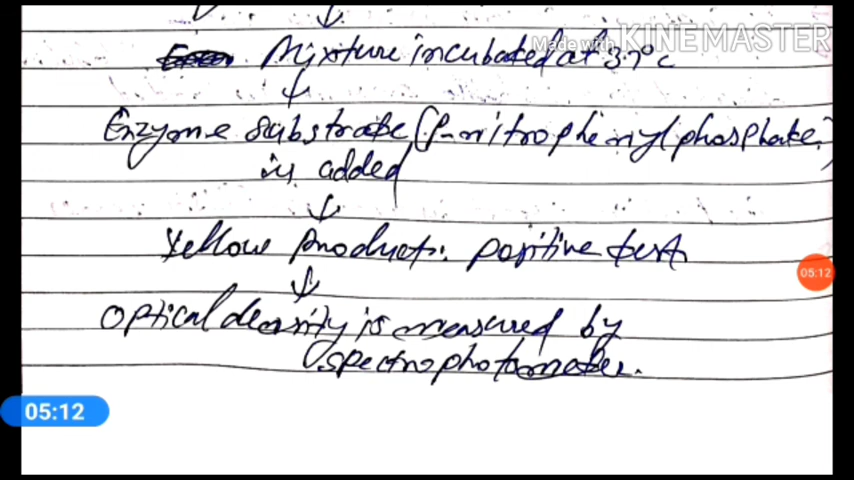 Mixture incubated at 37°C
Made with KINEMASTER
↓
Enzyme substrate (P-nitrophenyl phosphate)
is added
↓
Yellow product: positive test
↓
05:12
Optical density is measured by
spectrophotometer.
05:12